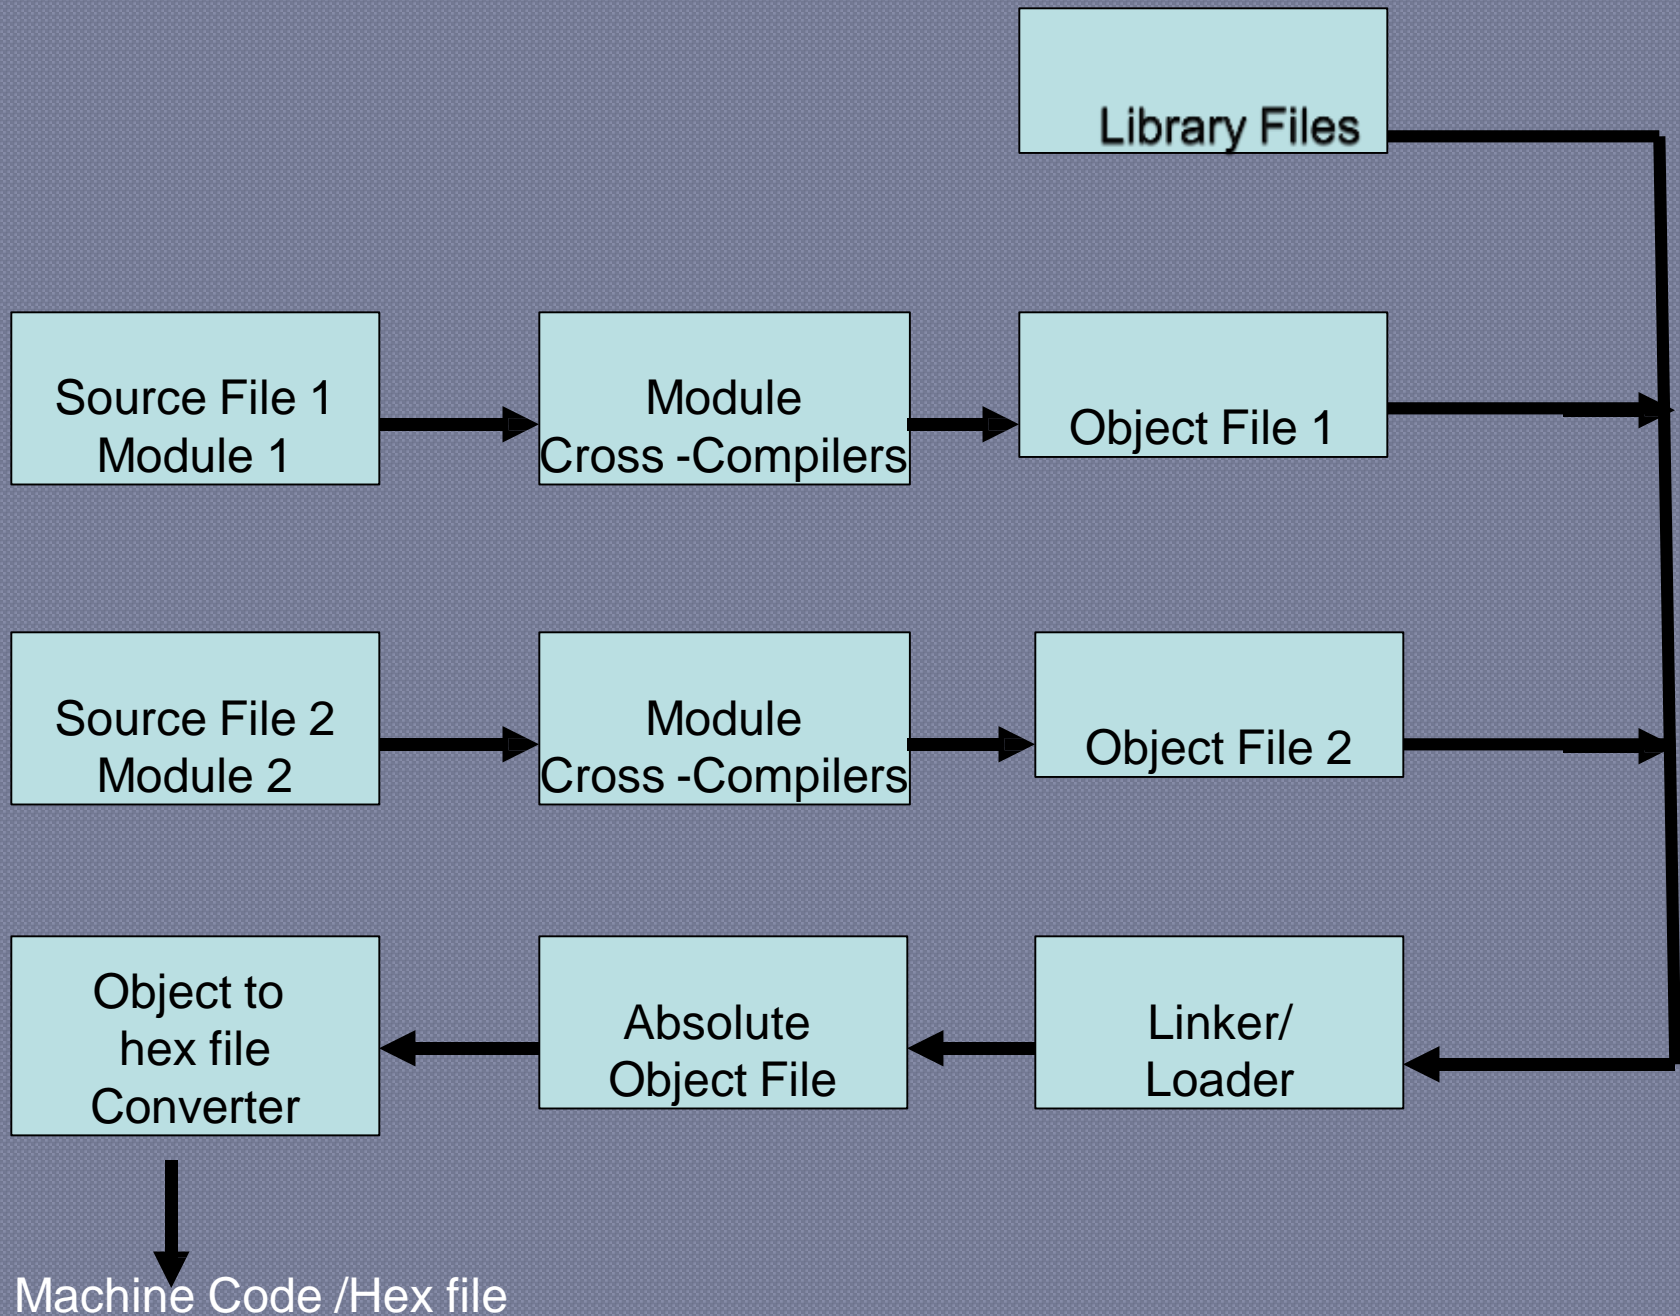 Library Files
Source File 1
Module 1
Module
Cross -Compilers
Object File 1
Source File 2
Module 2
Module
Cross -Compilers
Object File 2
Object to
hex file
Converter
Absolute
Object File
Linker/
Loader
Machine Code /Hex file